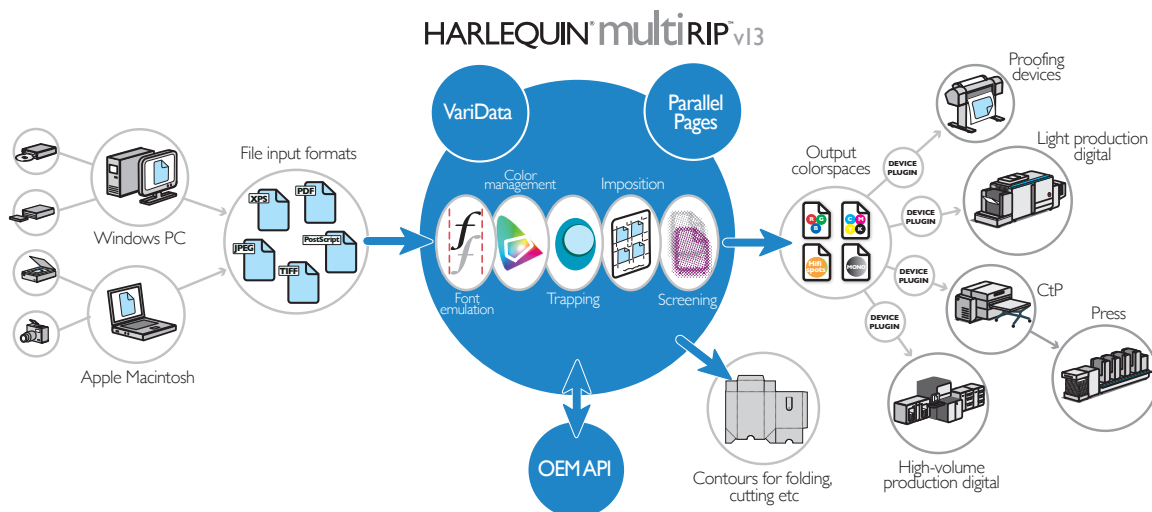 HARLEQUIN® multiRIP™ v13
VariData
Parallel
Pages
Windows PC
Apple Macintosh
File input formats
XPS
PDF
JPEG
PostScript
TIFF
Color
management
Imposition
Font
emulation
Trapping
Screening
OEM API
Contours for folding,
cutting etc
Output
colorspaces
R
G
B
C
M
Y
K
Hifi
spots
MONO
DEVICE
PLUGIN
DEVICE
PLUGIN
DEVICE
PLUGIN
DEVICE
PLUGIN
Proofing
devices
Light production
digital
CtP
Press
High-volume
production digital